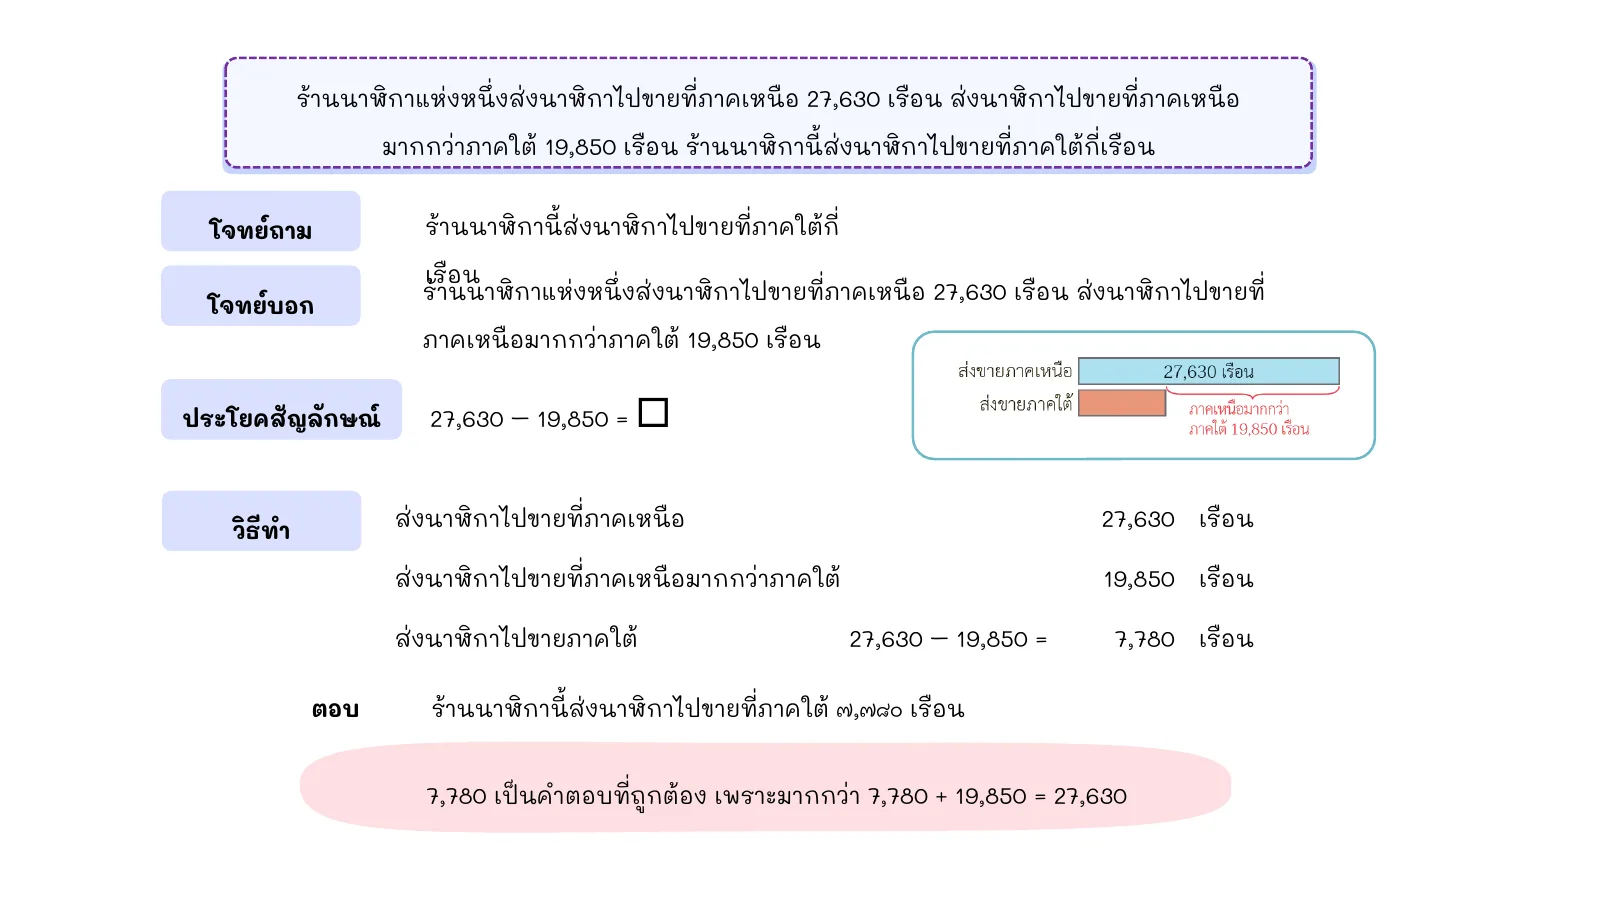 ร้านนาฬิกาแห่งหนึ่งส่งนาฬิกาไปขายที่ภาคเหนือ 27,630 เรือน ส่งนาฬิกาไปขายที่ภาคเหนือ
มากกว่าภาคใต้ 19,850 เรือน ร้านนาฬิกานี้ส่งนาฬิกาไปขายที่ภาคใต้กี่เรือน
โจทย์ถาม
ร้านนาฬิกานี้ส่งนาฬิกาไปขายที่ภาคใต้กี่
เรือน
โจทย์บอก
ร้านนาฬิกาแห่งหนึ่งส่งนาฬิกาไปขายที่ภาคเหนือ 27,630 เรือน ส่งนาฬิกาไปขายที่
ภาคเหนือมากกว่าภาคใต้ 19,850 เรือน
ส่งขายภาคเหนือ 27,630 เรือน
ส่งขายภาคใต้
ภาคเหนือมากกว่า
ภาคใต้ 19,850 เรือน
ประโยคสัญลักษณ์ 27,630 – 19,850 = □
วิธีทำ ส่งนาฬิกาไปขายที่ภาคเหนือ 27,630 เรือน
ส่งนาฬิกาไปขายที่ภาคเหนือมากกว่าภาคใต้ 19,850 เรือน
ส่งนาฬิกาไปขายภาคใต้ 27,630 – 19,850 = 7,780 เรือน
ตอบ ร้านนาฬิกานี้ส่งนาฬิกาไปขายที่ภาคใต้ ๗,๗๘๐ เรือน
7,780 เป็นคำตอบที่ถูกต้อง เพราะมากกว่า 7,780 + 19,850 = 27,630